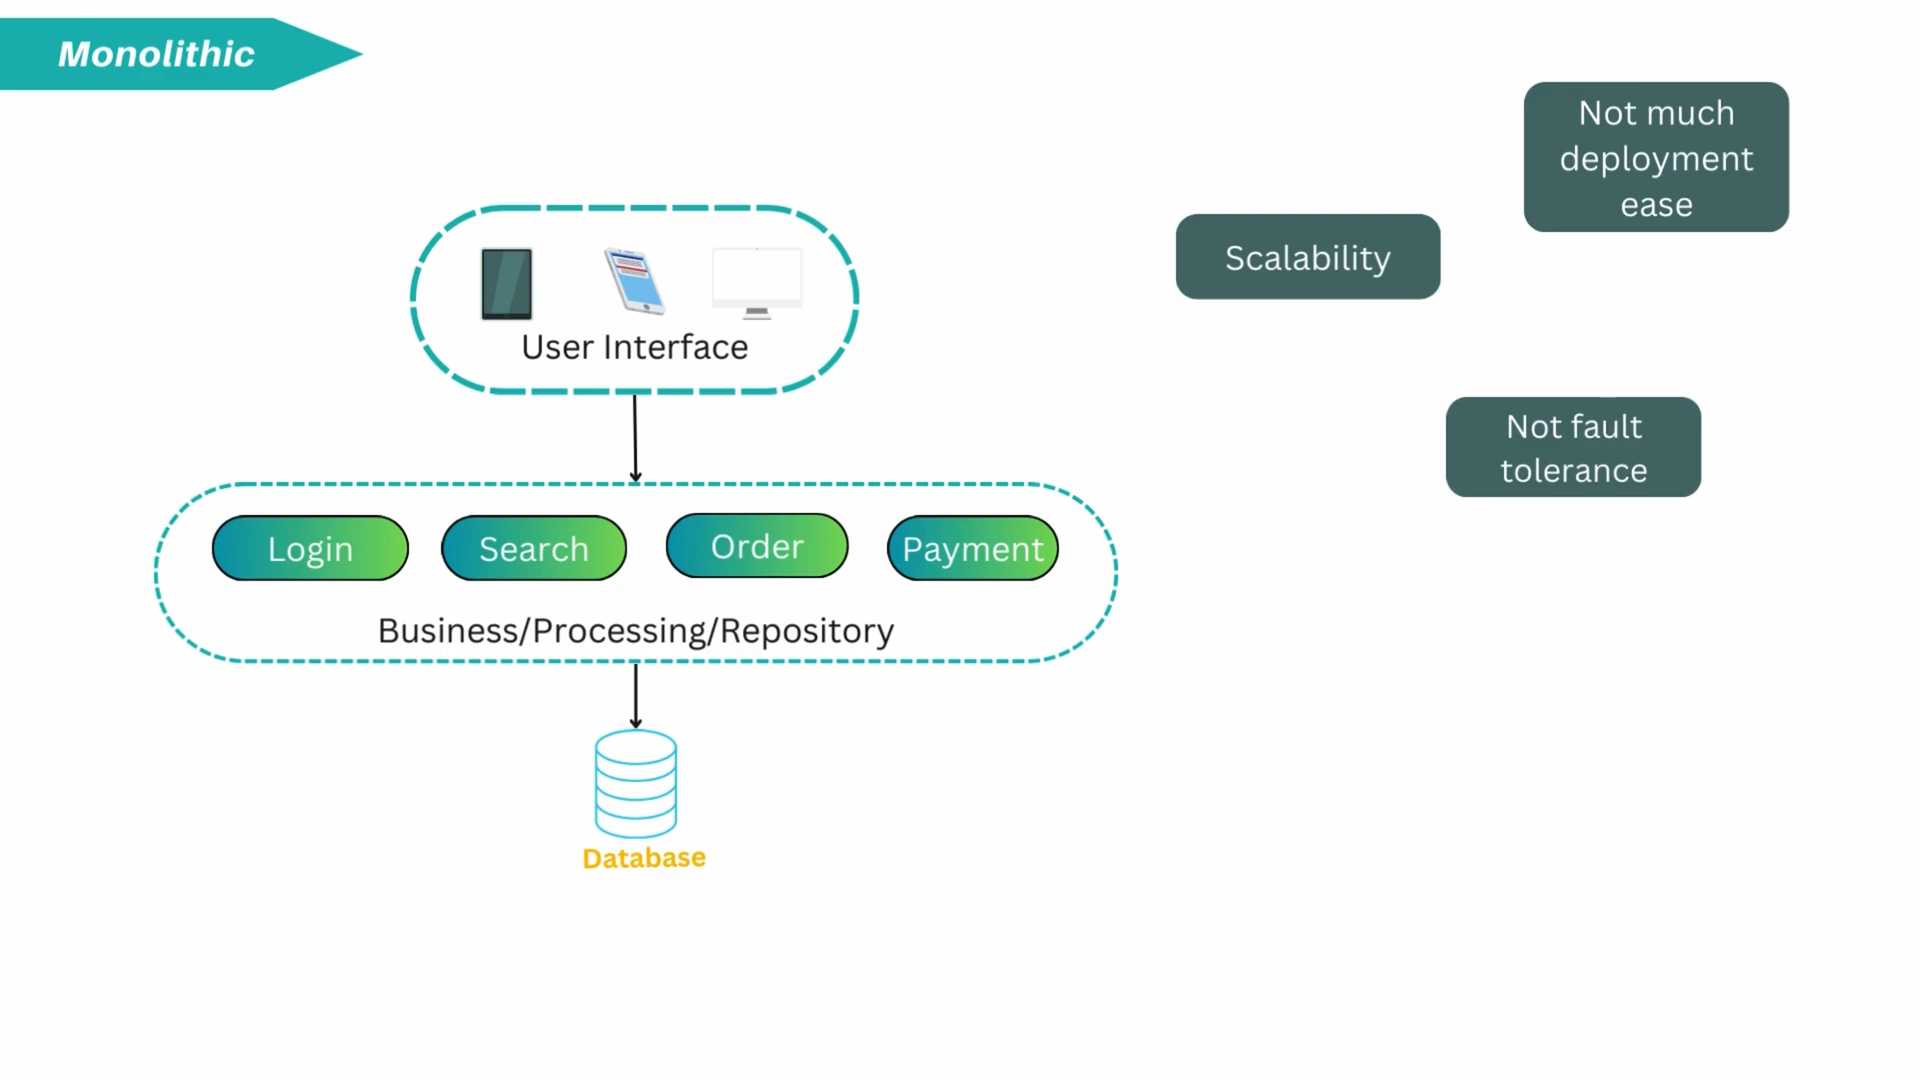 Monolithic
Not much
deployment
ease
Scalability
User Interface
Not fault
tolerance
Login
Search
Order
Payment
Business/Processing/Repository
Database